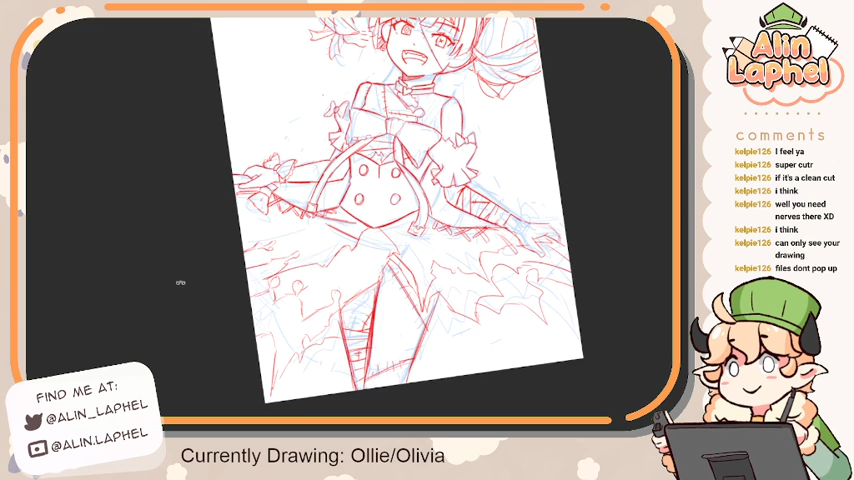 Alin
Laphel
comments
kelpie126 I feel ya
kelpie126 super cutr
kelpie126 if it's a clean cut
kelpie126 i think
kelpie126 well you need
nerves there XD
kelpie126 i think
kelpie126 can only see your
drawing
kelpie126 files dont pop up
FIND ME AT:
@ALIN_LAPHEL
@ALIN.LAPHEL
Currently Drawing: Ollie/Olivia